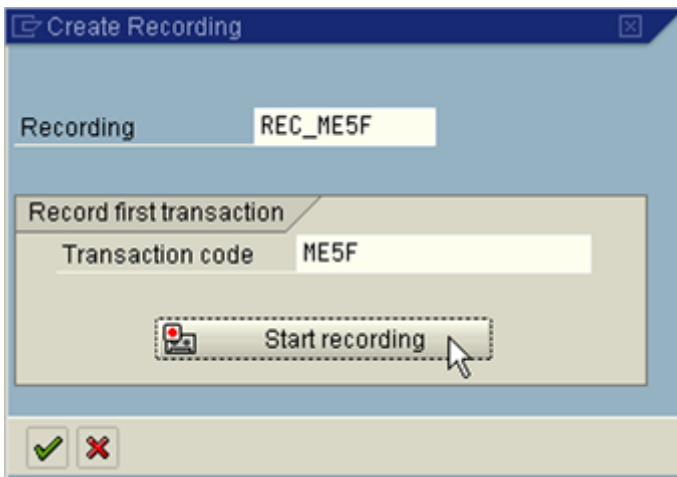 Create Recording
Recording REC_ME5F
Record first transaction
Transaction code ME5F
Start recording